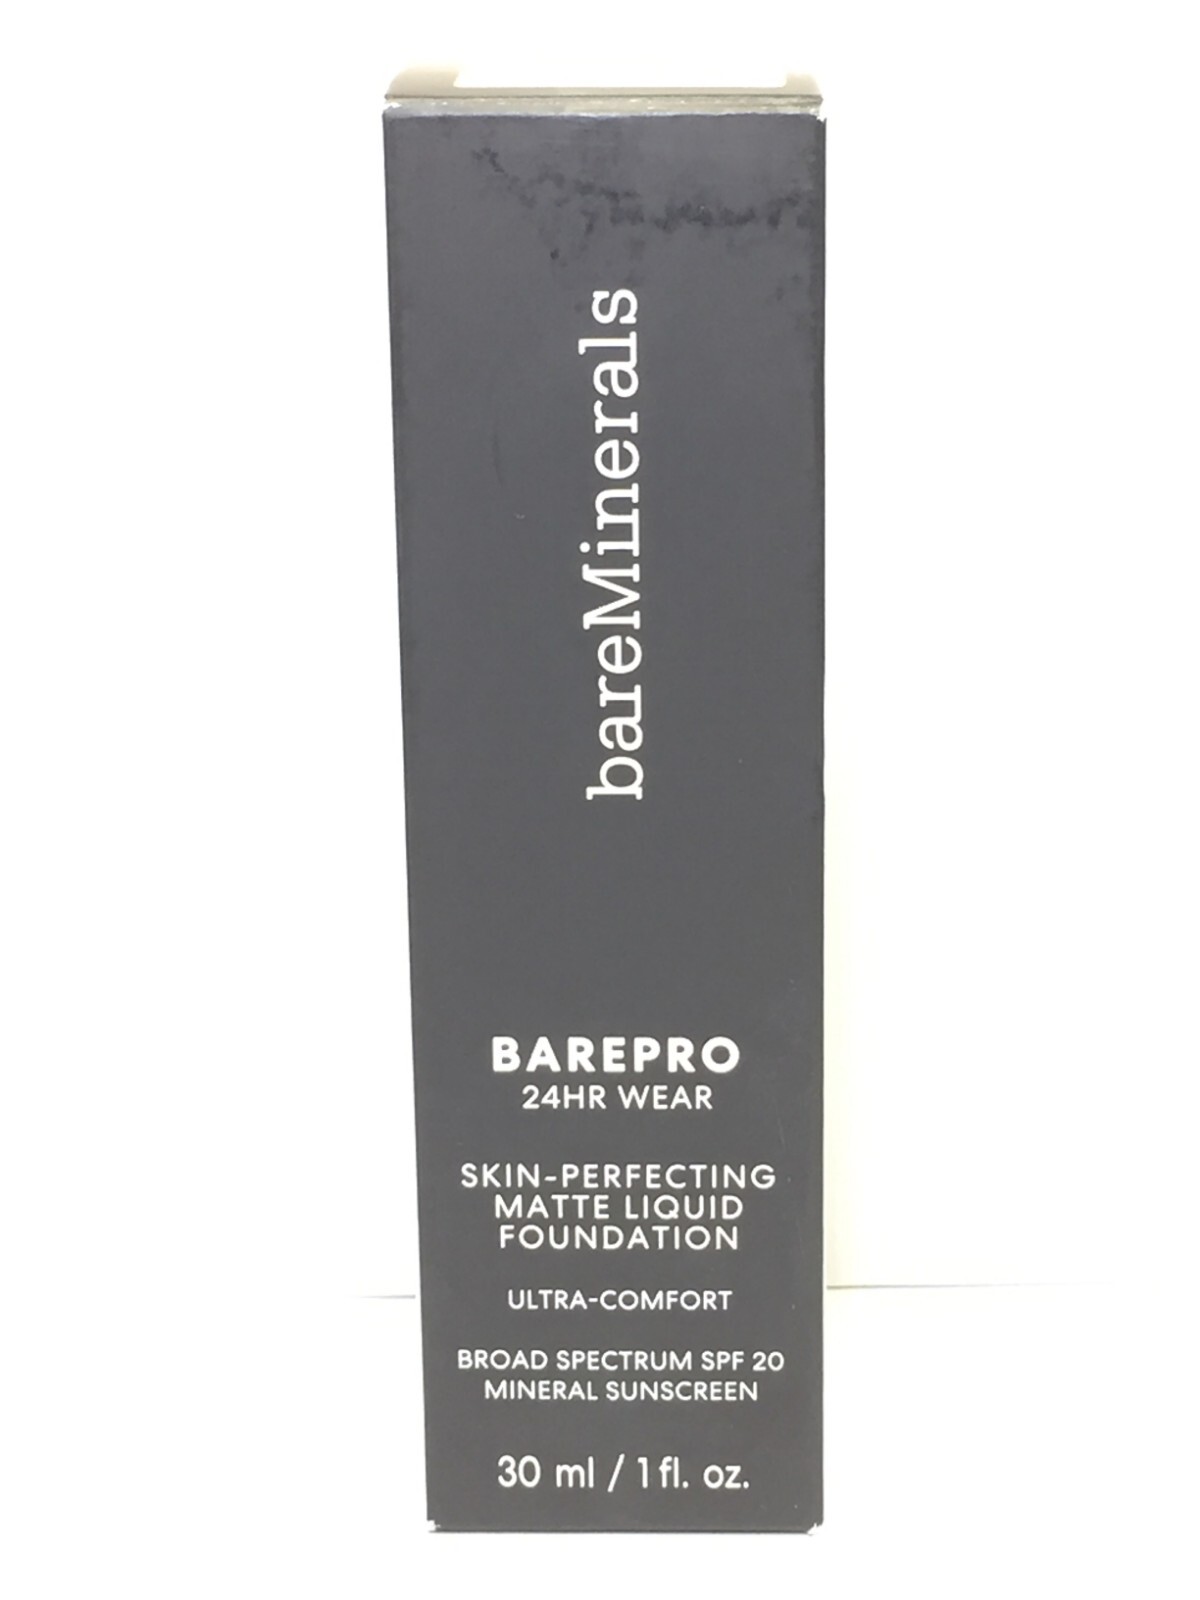 bareMinerals
BAREPRO
24HR WEAR
SKIN-PERFECTING
MATTE LIQUID
FOUNDATION
ULTRA-COMFORT
BROAD SPECTRUM SPF 20
MINERAL SUNSCREEN
30 ml / 1 fl. oz.